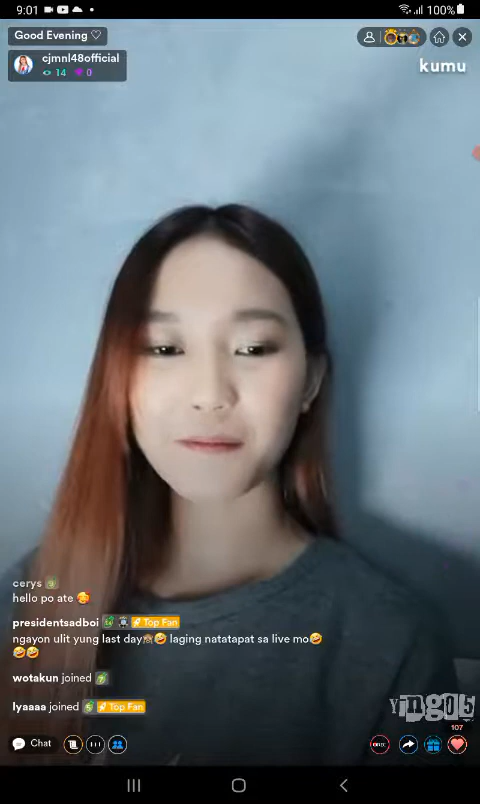 9:01
100%
Good Evening ♡
cjmnl48official
14 0
kumu
cerys
hello po ate 🥰
presidentsadboi Top Fan
ngayon ulit yung last day🙈🤣 laging natatapat sa live mo🤣
🤣🤣
wotakun joined
lyaaaa joined Top Fan
Yingo5
107
Chat